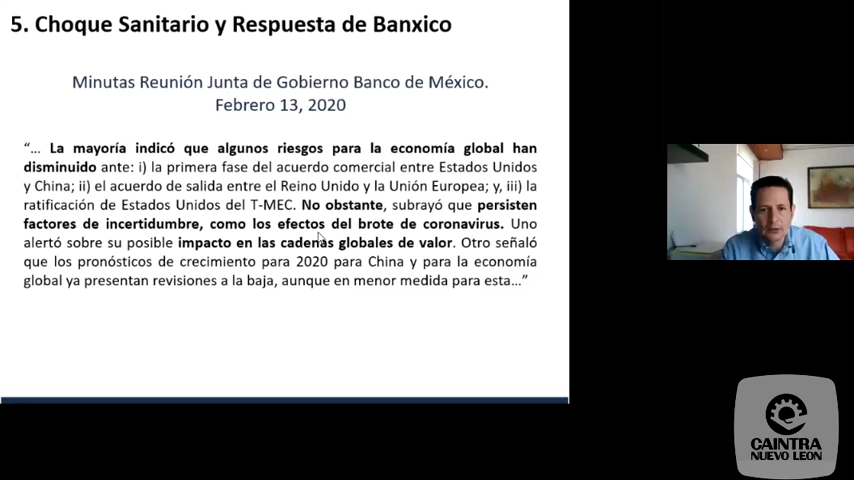 5. Choque Sanitario y Respuesta de Banxico
Minutas Reunión Junta de Gobierno Banco de México.
Febrero 13, 2020
“... La mayoría indicó que algunos riesgos para la economía global han
disminuido ante: i) la primera fase del acuerdo comercial entre Estados Unidos
y China; ii) el acuerdo de salida entre el Reino Unido y la Unión Europea; y, iii) la
ratificación de Estados Unidos del T-MEC. No obstante, subrayó que persisten
factores de incertidumbre, como los efectos del brote de coronavirus. Uno
alertó sobre su posible impacto en las cadenas globales de valor. Otro señaló
que los pronósticos de crecimiento para 2020 para China y para la economía
global ya presentan revisiones a la baja, aunque en menor medida para esta...”
CAINTRA
NUEVO LEÓN